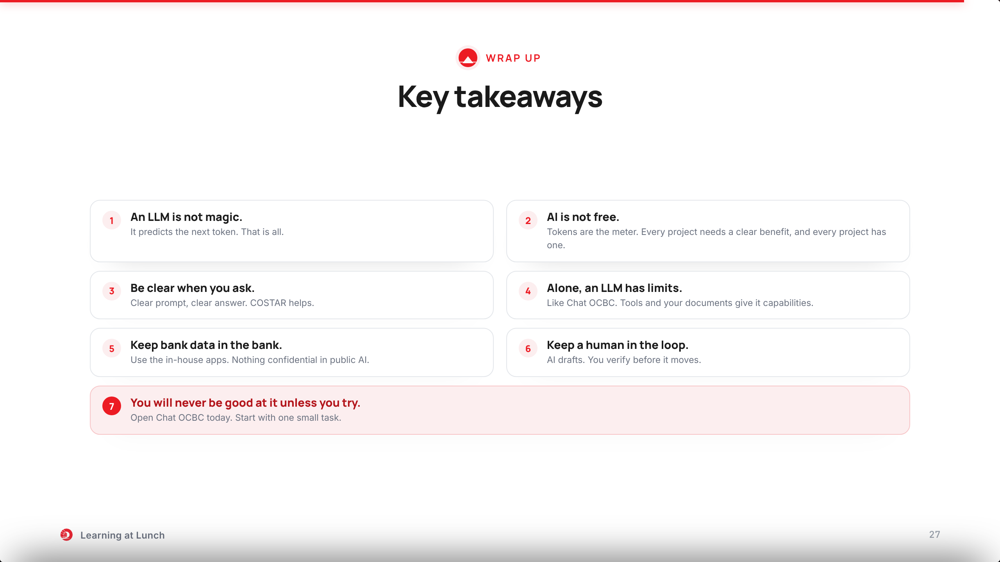 WRAP UP
Key takeaways
1
An LLM is not magic.
It predicts the next token. That is all.
2
AI is not free.
Tokens are the meter. Every project needs a clear benefit, and every project has
one.
3
Be clear when you ask.
Clear prompt, clear answer. COSTAR helps.
4
Alone, an LLM has limits.
Like Chat OCBC. Tools and your documents give it capabilities.
5
Keep bank data in the bank.
Use the in-house apps. Nothing confidential in public AI.
6
Keep a human in the loop.
AI drafts. You verify before it moves.
7
You will never be good at it unless you try.
Open Chat OCBC today. Start with one small task.
Learning at Lunch
27